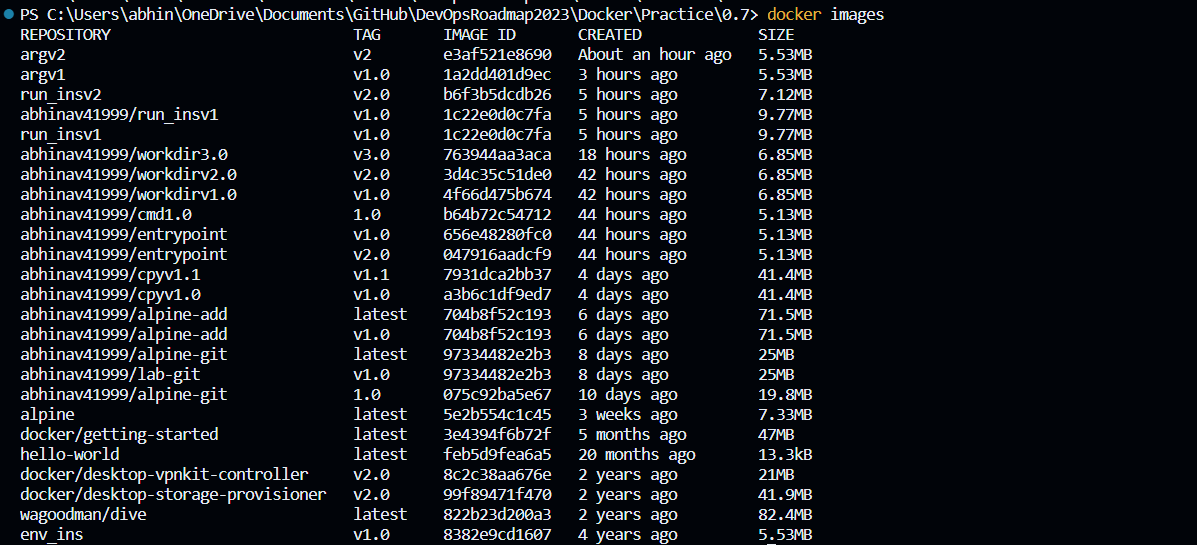 PS C:\Users\abhin\OneDrive\Documents\GitHub\DevOpsRoadmap2023\Docker\Practice\0.7> docker images
REPOSITORY TAG IMAGE ID CREATED SIZE
argv2 v2 e3af521e8690 About an hour ago 5.53MB
argv1 v1.0 1a2dd401d9ec 3 hours ago 5.53MB
run_insv2 v2.0 b6f3b5dcdb26 5 hours ago 7.12MB
abhinav41999/run_insv1 v1.0 1c22e0d0c7fa 5 hours ago 9.77MB
run_insv1 v1.0 1c22e0d0c7fa 5 hours ago 9.77MB
abhinav41999/workdir3.0 v3.0 763944aa3aca 18 hours ago 6.85MB
abhinav41999/workdirv2.0 v2.0 3d4c35c51de0 42 hours ago 6.85MB
abhinav41999/workdirv1.0 v1.0 4f66d475b674 42 hours ago 6.85MB
abhinav41999/cmd1.0 1.0 b64b72c54712 44 hours ago 5.13MB
abhinav41999/entrypoint v1.0 656e48280fc0 44 hours ago 5.13MB
abhinav41999/entrypoint v2.0 047916aadcf9 44 hours ago 5.13MB
abhinav41999/cpyv1.1 v1.1 7931dca2bb37 4 days ago 41.4MB
abhinav41999/cpyv1.0 v1.0 a3b6c1df9ed7 4 days ago 41.4MB
abhinav41999/alpine-add latest 704b8f52c193 6 days ago 71.5MB
abhinav41999/alpine-add v1.0 704b8f52c193 6 days ago 71.5MB
abhinav41999/alpine-git latest 97334482e2b3 8 days ago 25MB
abhinav41999/lab-git v1.0 97334482e2b3 8 days ago 25MB
abhinav41999/alpine-git 1.0 075c92ba5e67 10 days ago 19.8MB
alpine latest 5e2b554c1c45 3 weeks ago 7.33MB
docker/getting-started latest 3e4394f6b72f 5 months ago 47MB
hello-world latest feb5d9fea6a5 20 months ago 13.3kB
docker/desktop-vpnkit-controller v2.0 8c2c38aa676e 2 years ago 21MB
docker/desktop-storage-provisioner v2.0 99f89471f470 2 years ago 41.9MB
wagoodman/dive latest 822b23d200a3 2 years ago 82.4MB
env_ins v1.0 8382e9cd1607 4 years ago 5.53MB